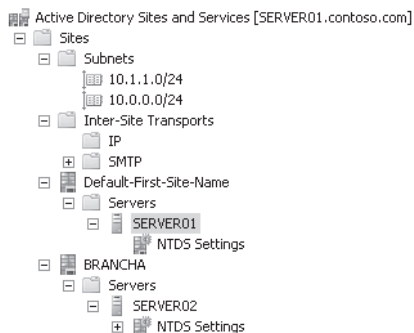 Active Directory Sites and Services [SERVER01.contoso.com]
Sites
Subnets
10.1.1.0/24
10.0.0.0/24
Inter-Site Transports
IP
SMTP
Default-First-Site-Name
Servers
SERVER01
NTDS Settings
BRANCHA
Servers
SERVER02
NTDS Settings